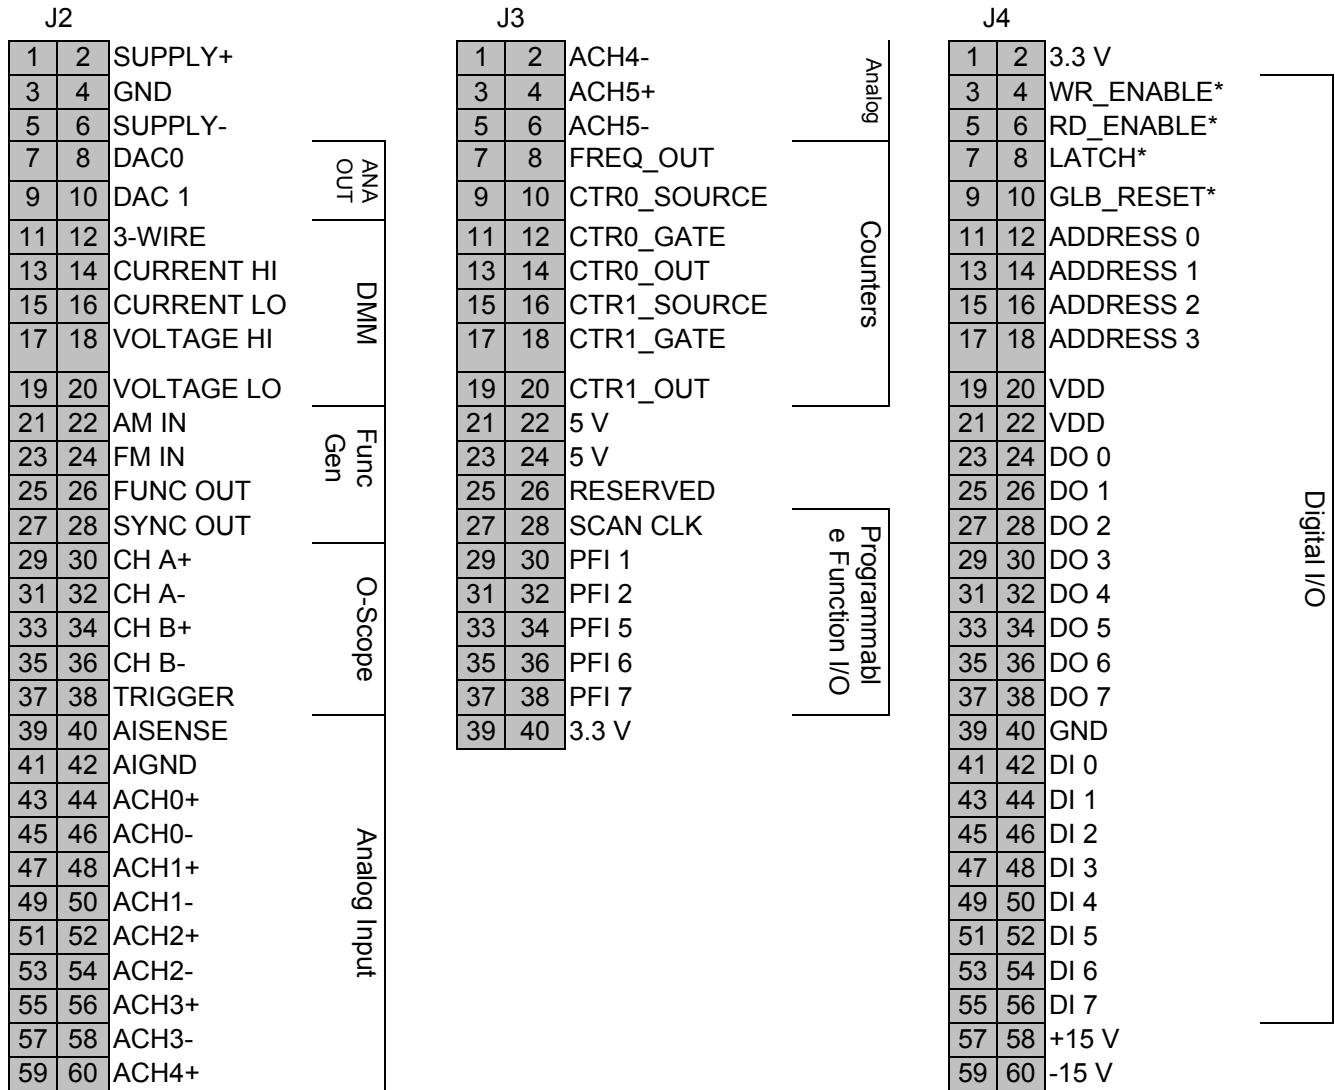 J2
1 2 SUPPLY+
3 4 GND
5 6 SUPPLY-
7 8 DAC0
9 10 DAC 1
11 12 3-WIRE
13 14 CURRENT HI
15 16 CURRENT LO
17 18 VOLTAGE HI
19 20 VOLTAGE LO
21 22 AM IN
23 24 FM IN
25 26 FUNC OUT
27 28 SYNC OUT
29 30 CH A+
31 32 CH A-
33 34 CH B+
35 36 CH B-
37 38 TRIGGER
39 40 AISENSE
41 42 AIGND
43 44 ACH0+
45 46 ACH0-
47 48 ACH1+
49 50 ACH1-
51 52 ACH2+
53 54 ACH2-
55 56 ACH3+
57 58 ACH3-
59 60 ACH4+
ANA
OUT
DMM
Func
Gen
O-Scope
Analog Input
J3
1 2 ACH4-
3 4 ACH5+
5 6 ACH5-
7 8 FREQ_OUT
9 10 CTR0_SOURCE
11 12 CTR0_GATE
13 14 CTR0_OUT
15 16 CTR1_SOURCE
17 18 CTR1_GATE
19 20 CTR1_OUT
21 22 5 V
23 24 5 V
25 26 RESERVED
27 28 SCAN CLK
29 30 PFI 1
31 32 PFI 2
33 34 PFI 5
35 36 PFI 6
37 38 PFI 7
39 40 3.3 V
Analog
Counters
Programmabl
e Function I/O
J4
1 2 3.3 V
3 4 WR_ENABLE*
5 6 RD_ENABLE*
7 8 LATCH*
9 10 GLB_RESET*
11 12 ADDRESS 0
13 14 ADDRESS 1
15 16 ADDRESS 2
17 18 ADDRESS 3
19 20 VDD
21 22 VDD
23 24 DO 0
25 26 DO 1
27 28 DO 2
29 30 DO 3
31 32 DO 4
33 34 DO 5
35 36 DO 6
37 38 DO 7
39 40 GND
41 42 DI 0
43 44 DI 1
45 46 DI 2
47 48 DI 3
49 50 DI 4
51 52 DI 5
53 54 DI 6
55 56 DI 7
57 58 +15 V
59 60 -15 V
Digital I/O